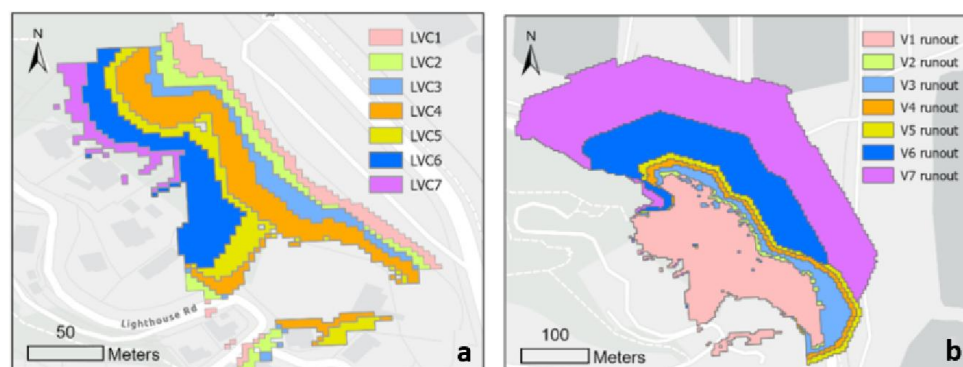 N
LVC1
LVC2
LVC3
LVC4
LVC5
LVC6
LVC7
Lighthouse Rd
50
Meters
a
N
V1 runout
V2 runout
V3 runout
V4 runout
V5 runout
V6 runout
V7 runout
100
Meters
b